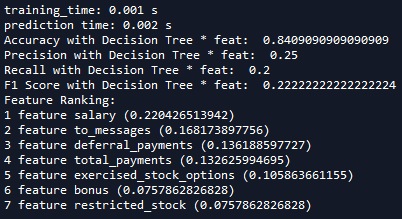 training_time: 0.001 s
prediction time: 0.002 s
Accuracy with Decision Tree * feat:  0.8409090909090909
Precision with Decision Tree * feat:  0.25
Recall with Decision Tree * feat:  0.2
F1 Score with Decision Tree * feat:  0.22222222222222224
Feature Ranking:
1 feature salary (0.220426513942)
2 feature to_messages (0.168173897756)
3 feature deferral_payments (0.136188597727)
4 feature total_payments (0.132625994695)
5 feature exercised_stock_options (0.105863661155)
6 feature bonus (0.0757862826828)
7 feature restricted_stock (0.0757862826828)